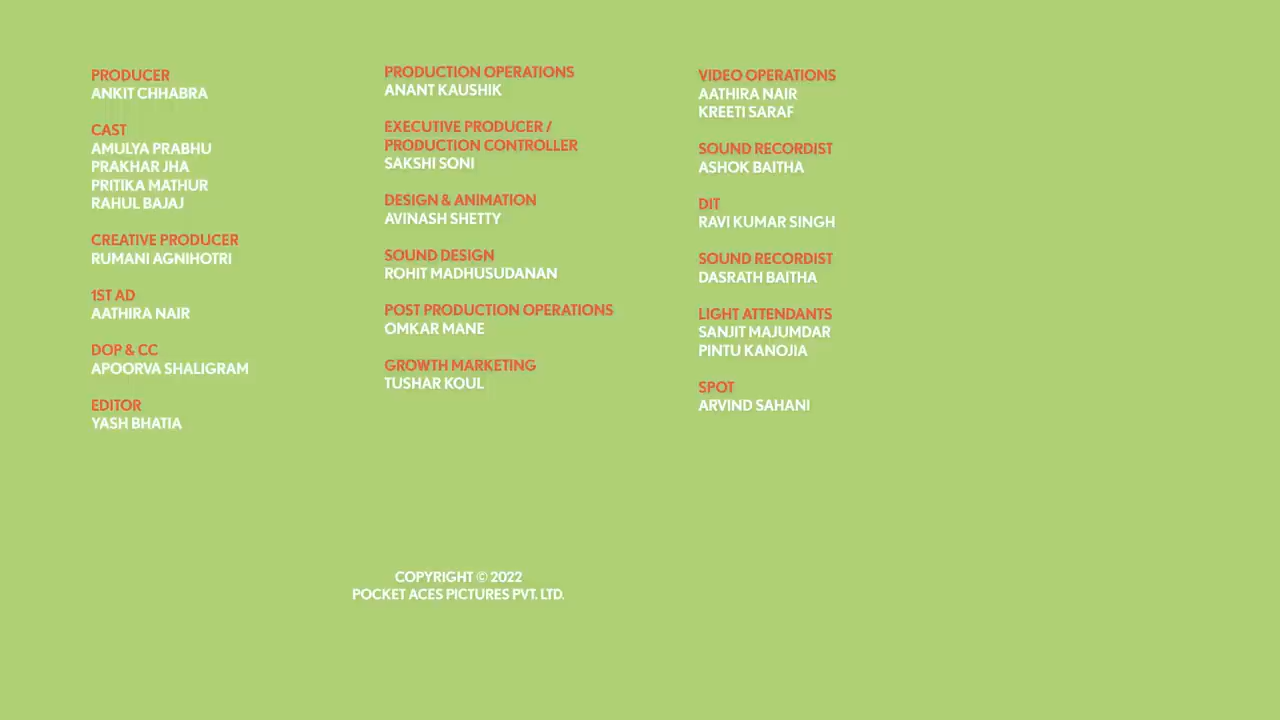 PRODUCER
ANKIT CHHABRA
CAST
AMULYA PRABHU
PRAKHAR JHA
PRITIKA MATHUR
RAHUL BAJAJ
CREATIVE PRODUCER
RUMANI AGNIHOTRI
1ST AD
AATHIRA NAIR
DOP & CC
APOORVA SHALIGRAM
EDITOR
YASH BHATIA
PRODUCTION OPERATIONS
ANANT KAUSHIK
EXECUTIVE PRODUCER /
PRODUCTION CONTROLLER
SAKSHI SONI
DESIGN & ANIMATION
AVINASH SHETTY
SOUND DESIGN
ROHIT MADHUSUDANAN
POST PRODUCTION OPERATIONS
OMKAR MANE
GROWTH MARKETING
TUSHAR KOUL
VIDEO OPERATIONS
AATHIRA NAIR
KREETI SARAF
SOUND RECORDIST
ASHOK BAITHA
DIT
RAVI KUMAR SINGH
SOUND RECORDIST
DASRATH BAITHA
LIGHT ATTENDANTS
SANJIT MAJUMDAR
PINTU KANOJIA
SPOT
ARVIND SAHANI
COPYRIGHT © 2022
POCKET ACES PICTURES PVT. LTD.